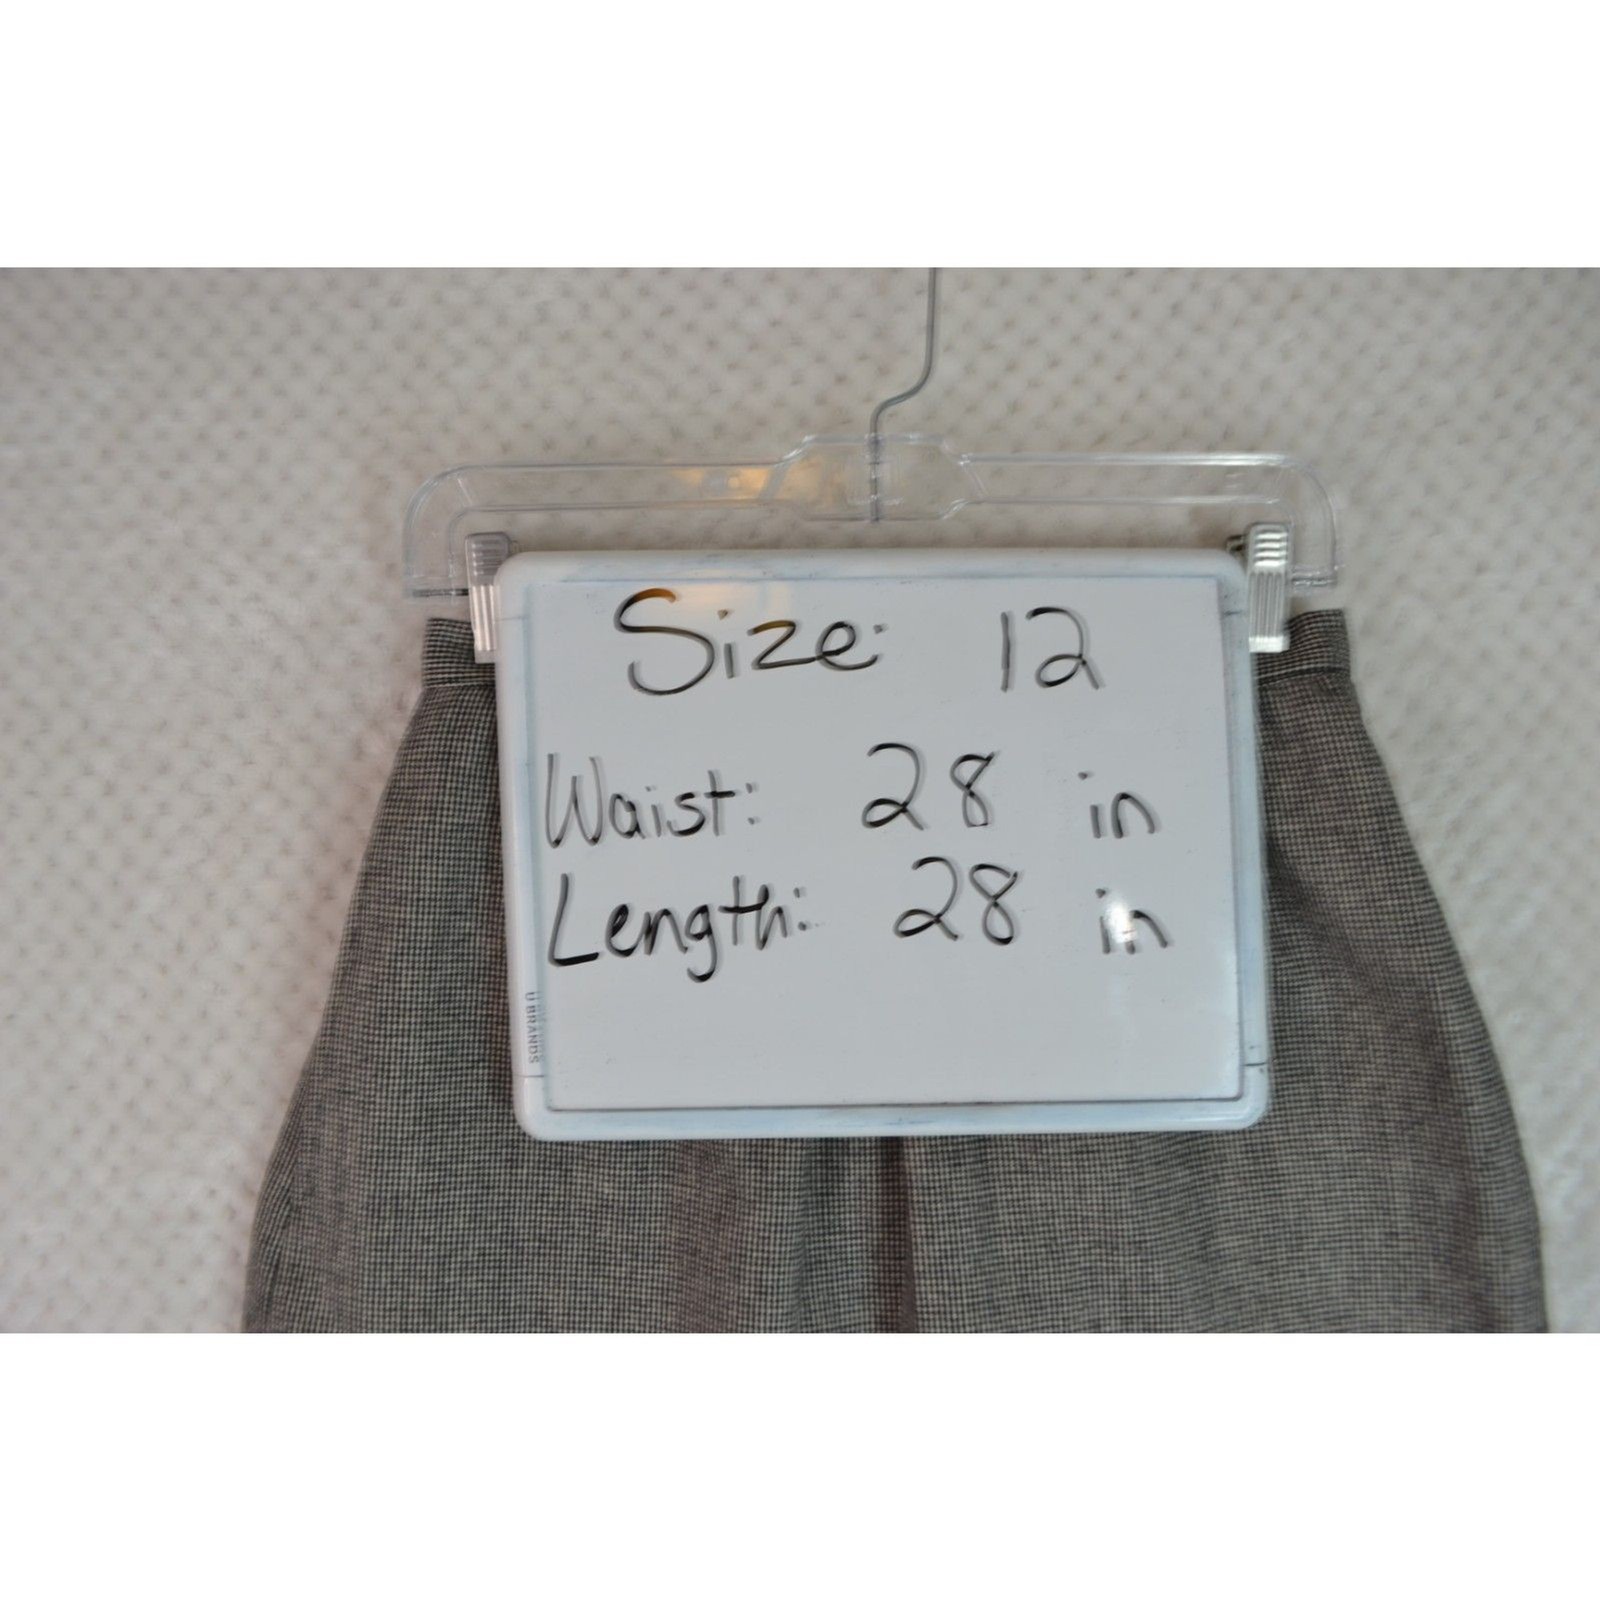 Size: 12
Waist: 28 in
Length: 28 in
U BRANDS